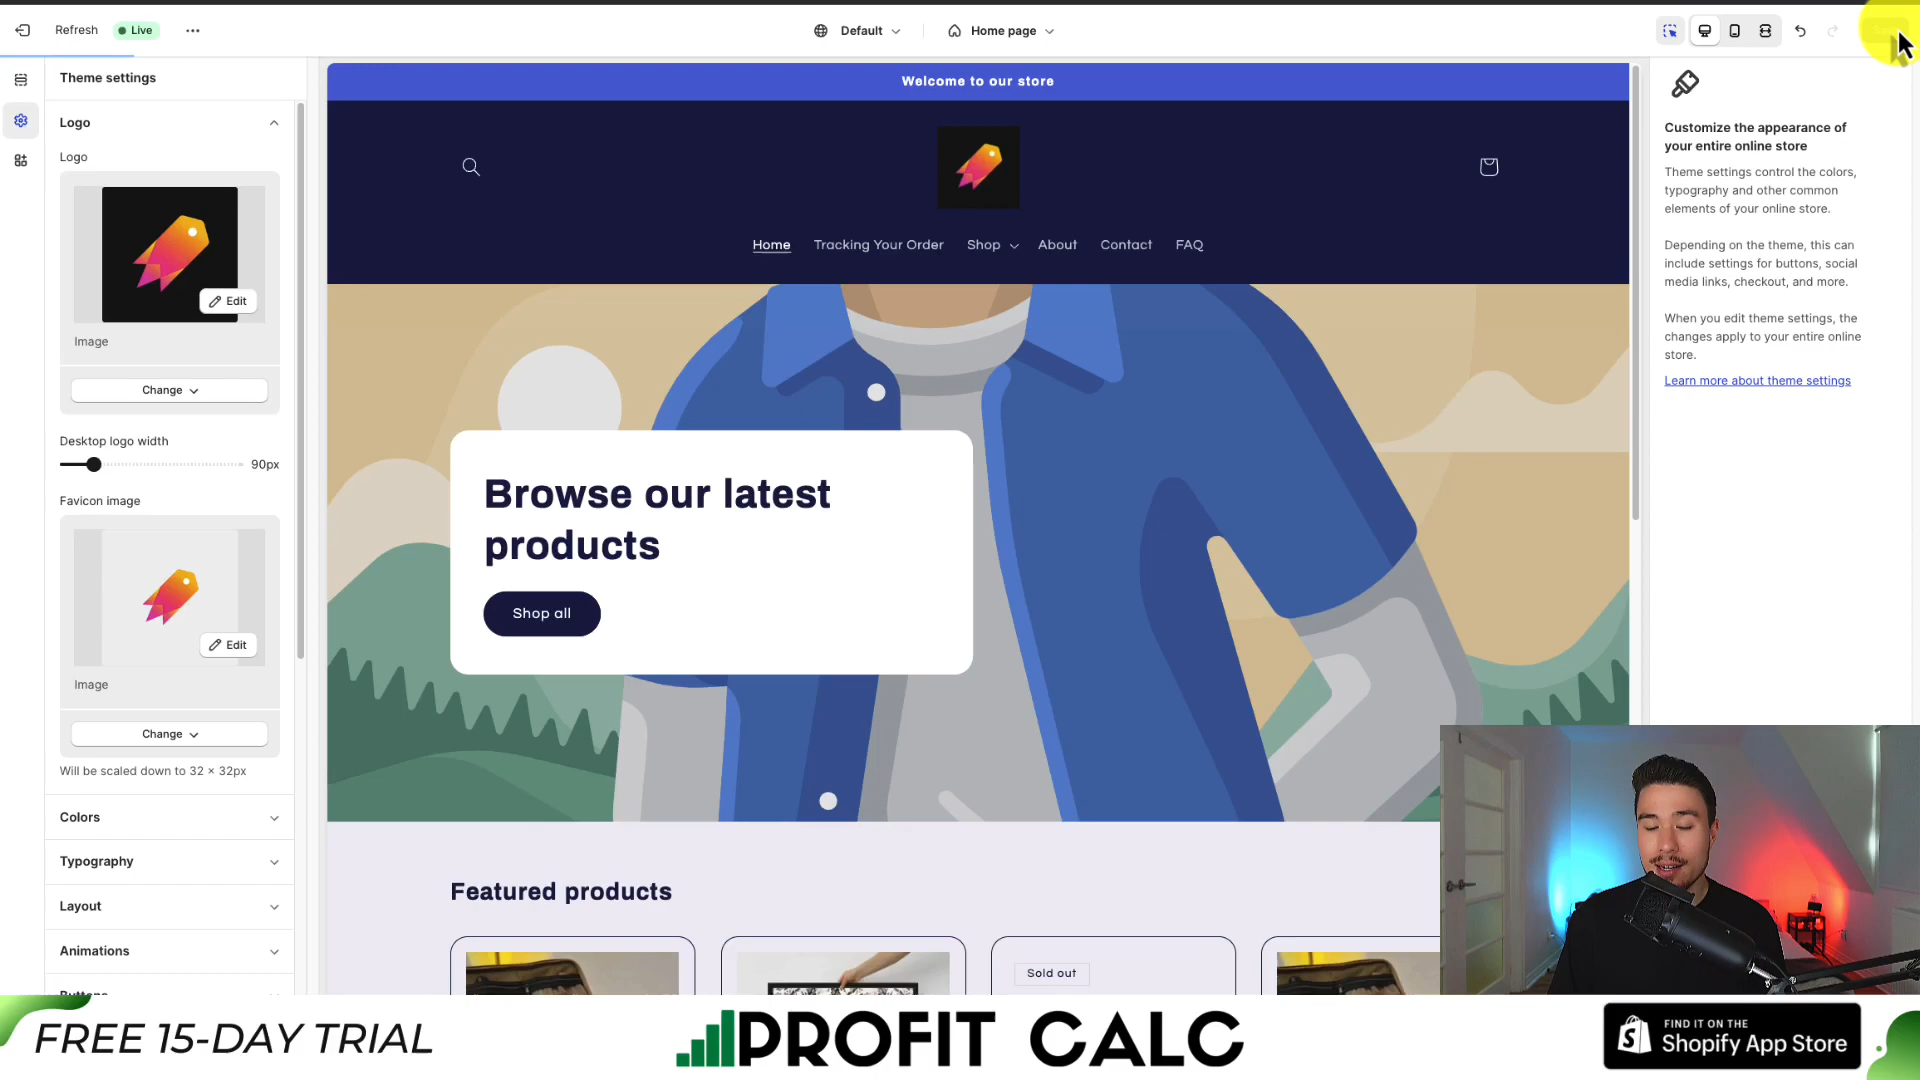 Refresh
Live
Default
Home page
Theme settings
Logo
Logo
Edit
Image
Change
Desktop logo width
90px
Favicon image
Edit
Image
Change
Will be scaled down to 32 × 32px
Colors
Typography
Layout
Animations
Welcome to our store
Home
Tracking Your Order
Shop
About
Contact
FAQ
Browse our latest
products
Shop all
Featured products
Sold out
Customize the appearance of
your entire online store
Theme settings control the colors,
typography and other common
elements of your online store.
Depending on the theme, this can
include settings for buttons, social
media links, checkout, and more.
When you edit theme settings, the
changes apply to your entire online
store.
Learn more about theme settings
FREE 15-DAY TRIAL
PROFIT CALC
FIND IT ON THE
Shopify App Store